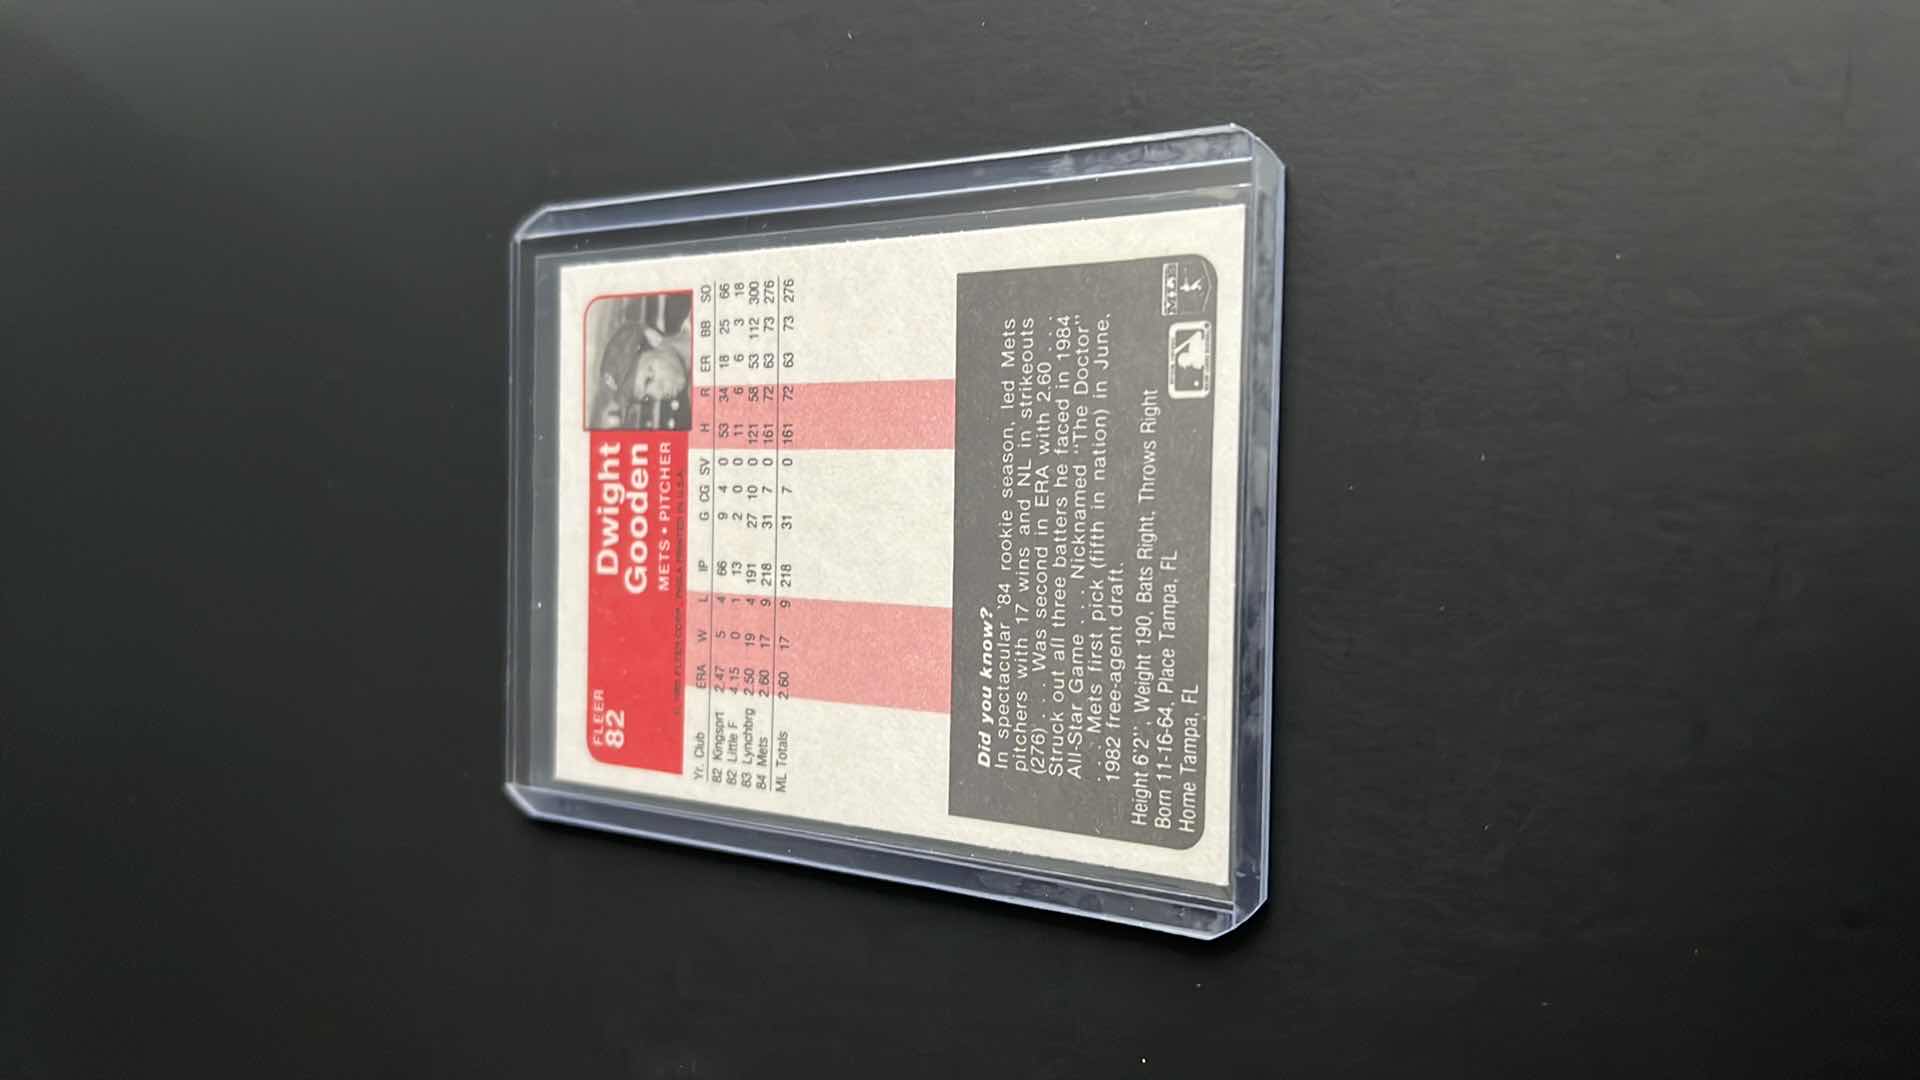 FLEER
82
Dwight
Gooden
METS • PITCHER
Yr. Club ERA W L IP G CG SV H R ER BB SO
82 Kingsprt 2.47 5 4 66 9 4 0 53 34 18 25 66
82 Little F 4.15 0 1 13 2 0 0 11 6 6 3 18
83 Lynchbrg 2.50 19 4 191 27 10 0 121 58 53 112 300
84 Mets 2.60 17 9 218 31 7 0 161 72 63 73 276
ML Totals 2.60 17 9 218 31 7 0 161 72 63 73 276
Did you know?
In spectacular '84 rookie season, led Mets
pitchers with 17 wins and NL in strikeouts
(276) . . . Was second in ERA with 2.60 . . .
Struck out all three batters he faced in 1984
All-Star Game . . . Nicknamed "The Doctor"
. . . Mets first pick (fifth in nation) in June,
1982 free-agent draft.
Height 6'2", Weight 190, Bats Right, Throws Right
Born 11-16-64, Place Tampa, FL
Home Tampa, FL